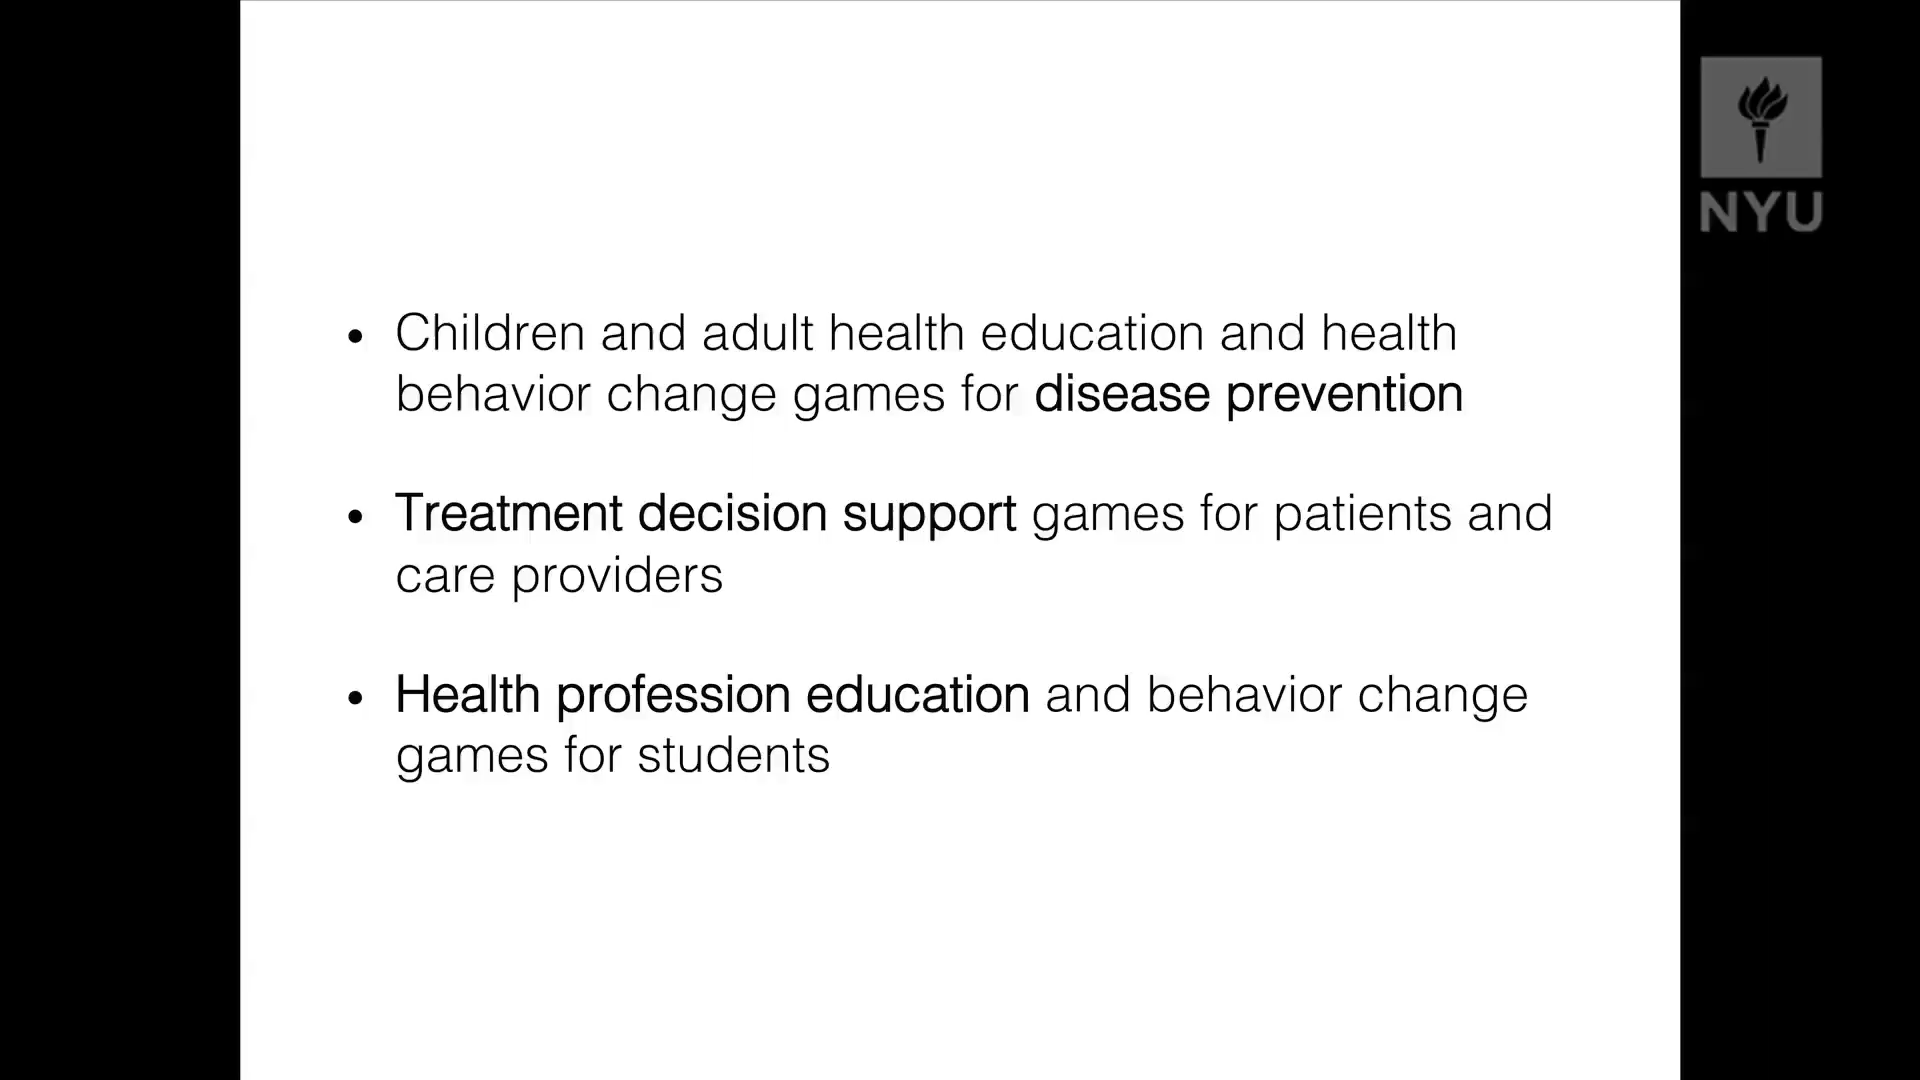 NYU
• Children and adult health education and health
behavior change games for disease prevention
• Treatment decision support games for patients and
care providers
• Health profession education and behavior change
games for students